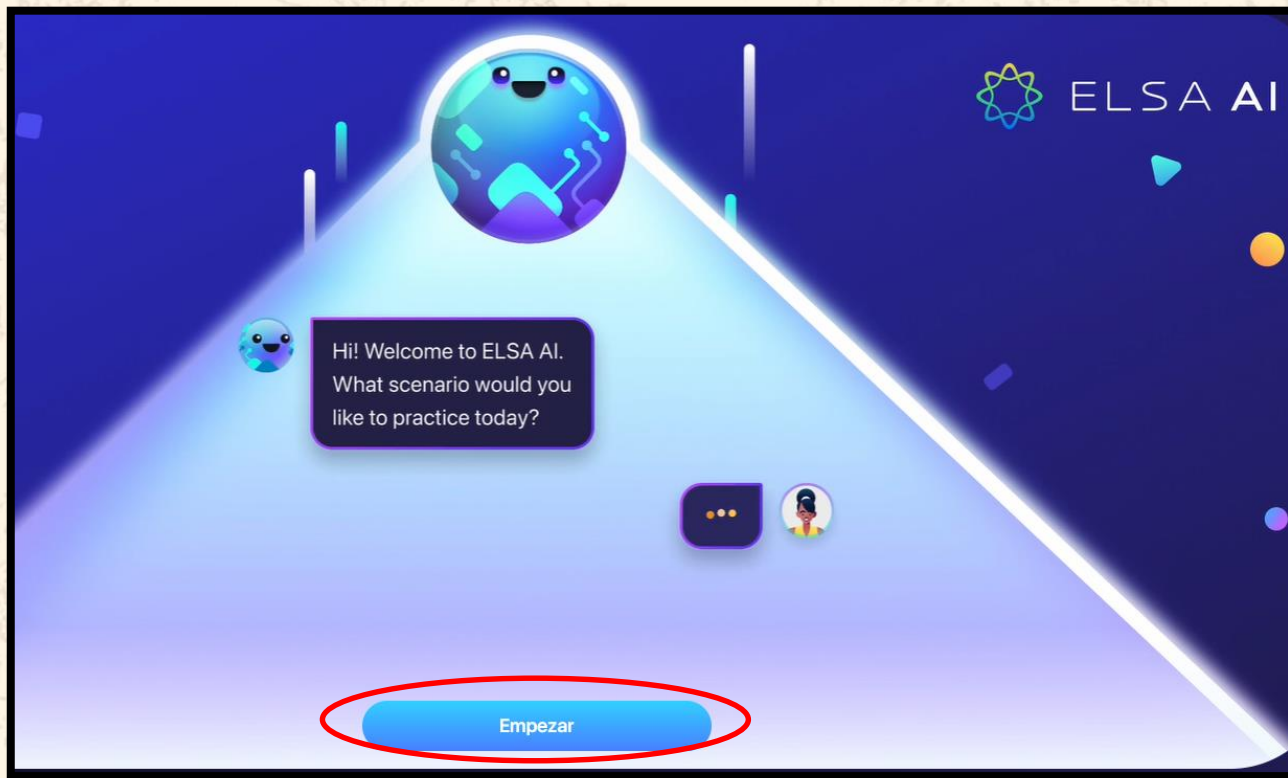 ELSA AI
Hi! Welcome to ELSA AI.
What scenario would you
like to practice today?
Empezar